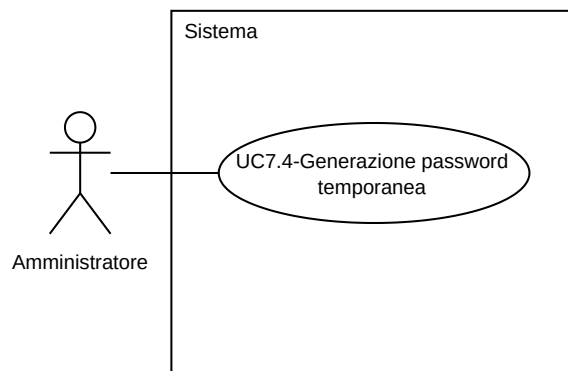 Sistema
UC7.4-Generazione password
temporanea
Amministratore